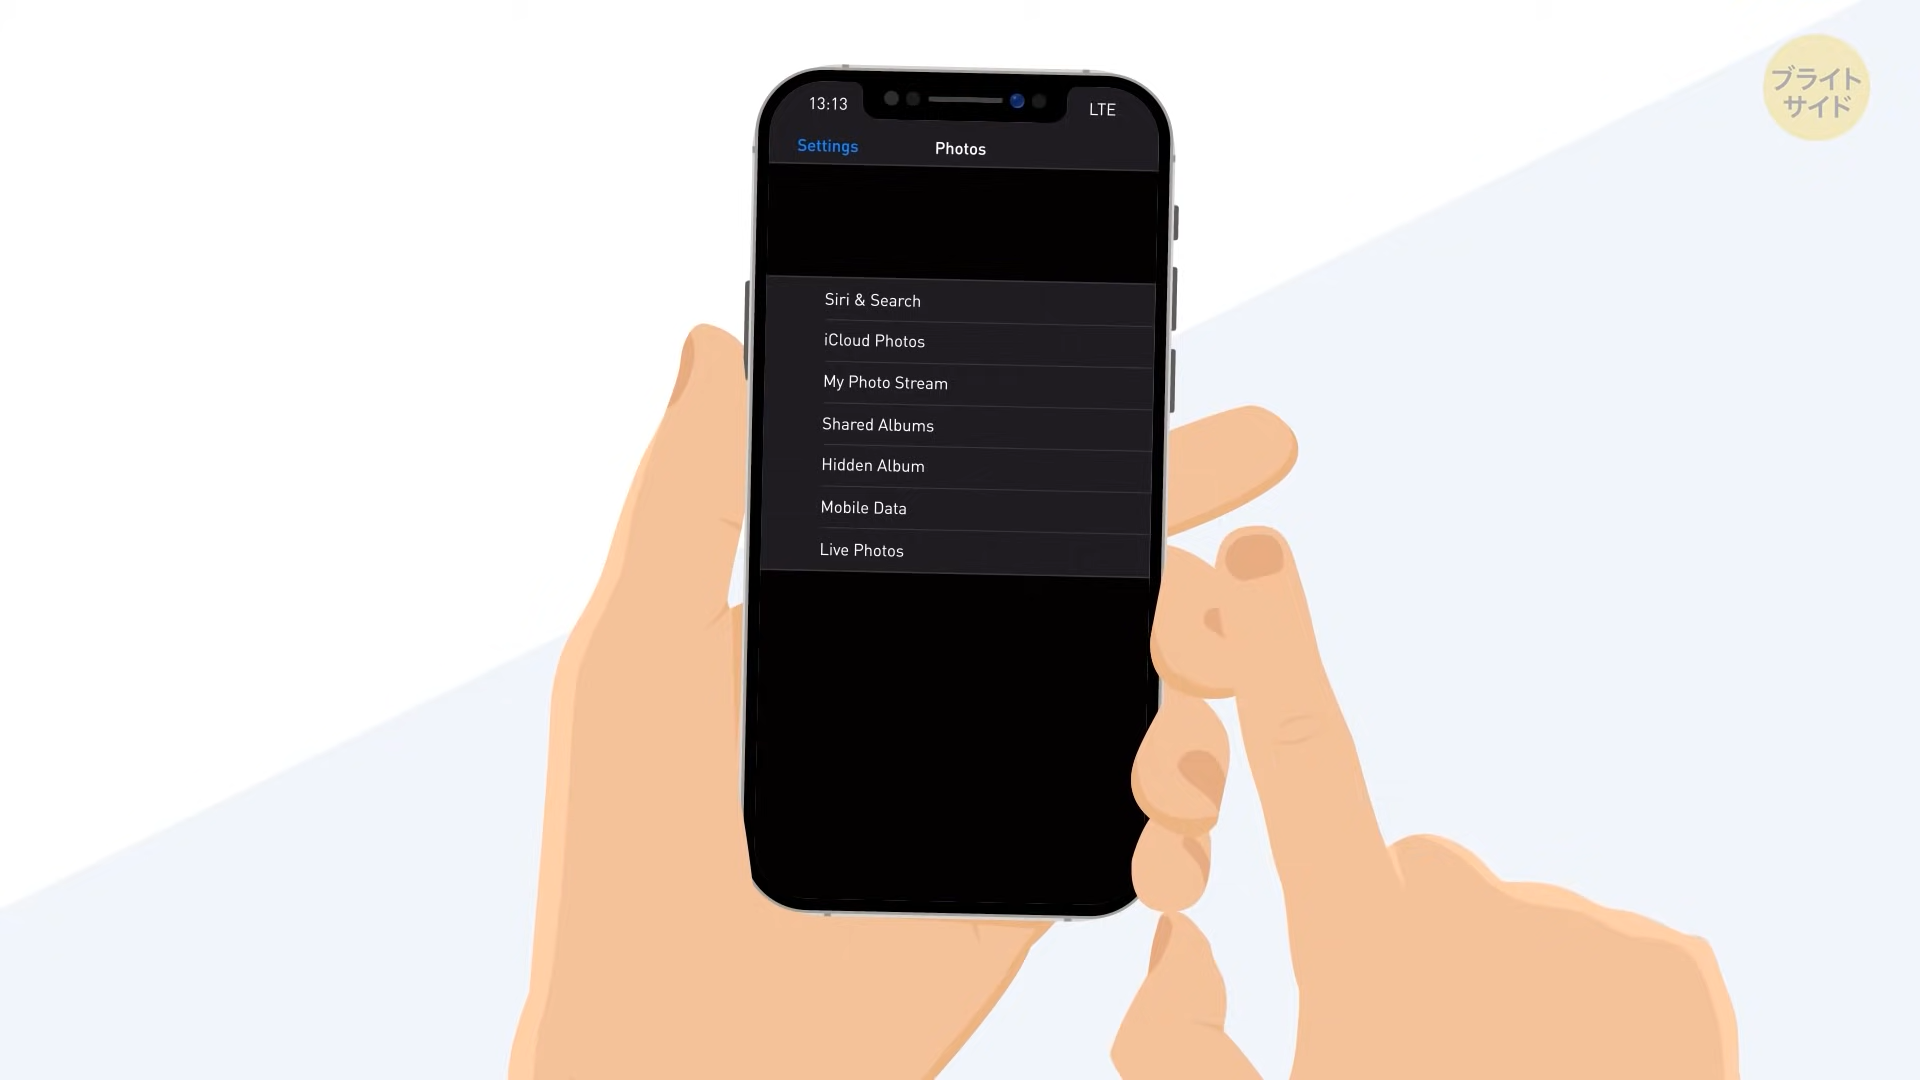 ブライト
サイド
13:13
LTE
Settings
Photos
Siri & Search
iCloud Photos
My Photo Stream
Shared Albums
Hidden Album
Mobile Data
Live Photos